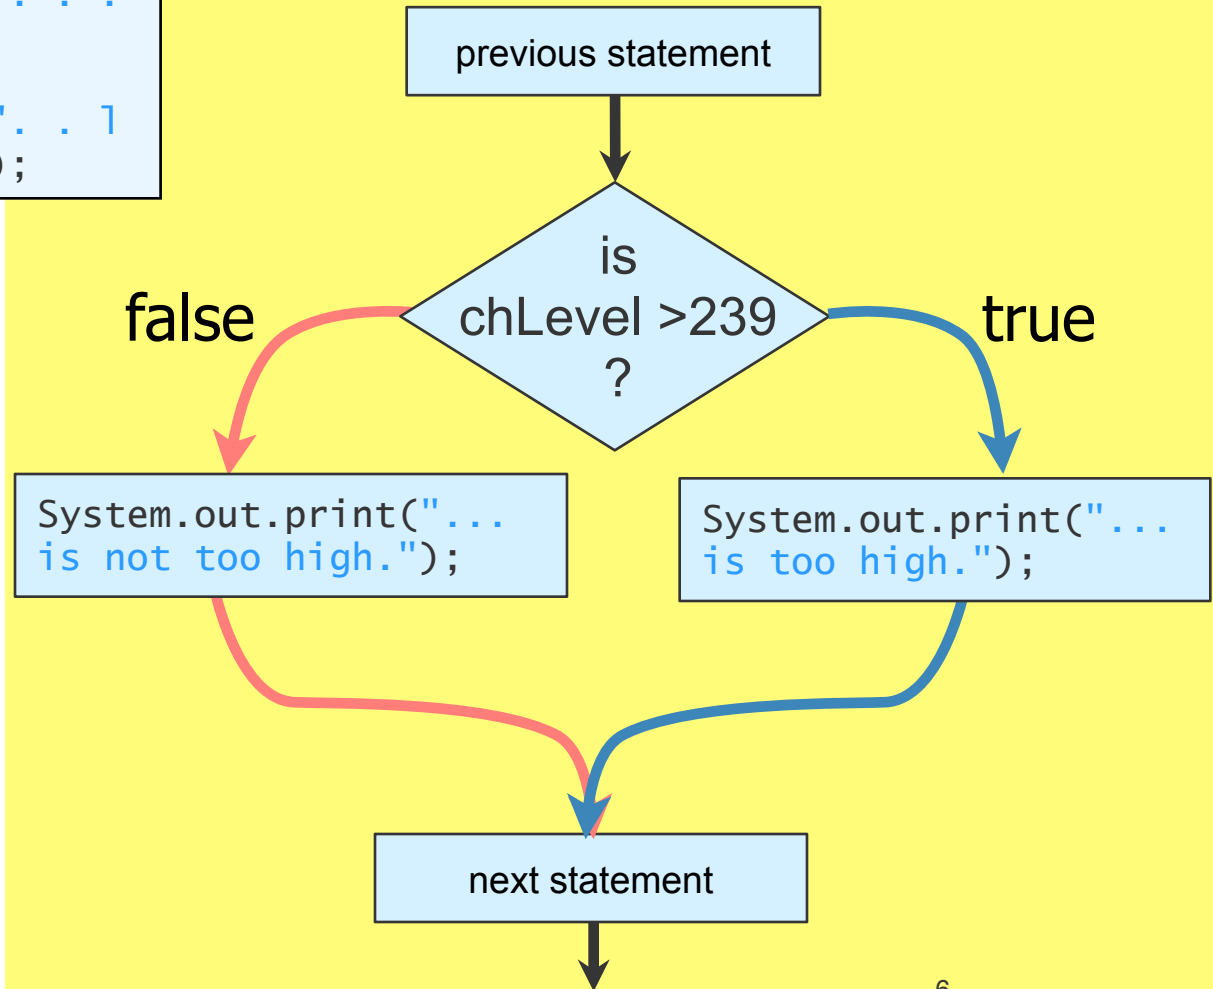 . . .
". . l
);
previous statement
is
chLevel >239
?
false
true
System.out.print("...
is not too high.");
System.out.print("...
is too high.");
next statement
6